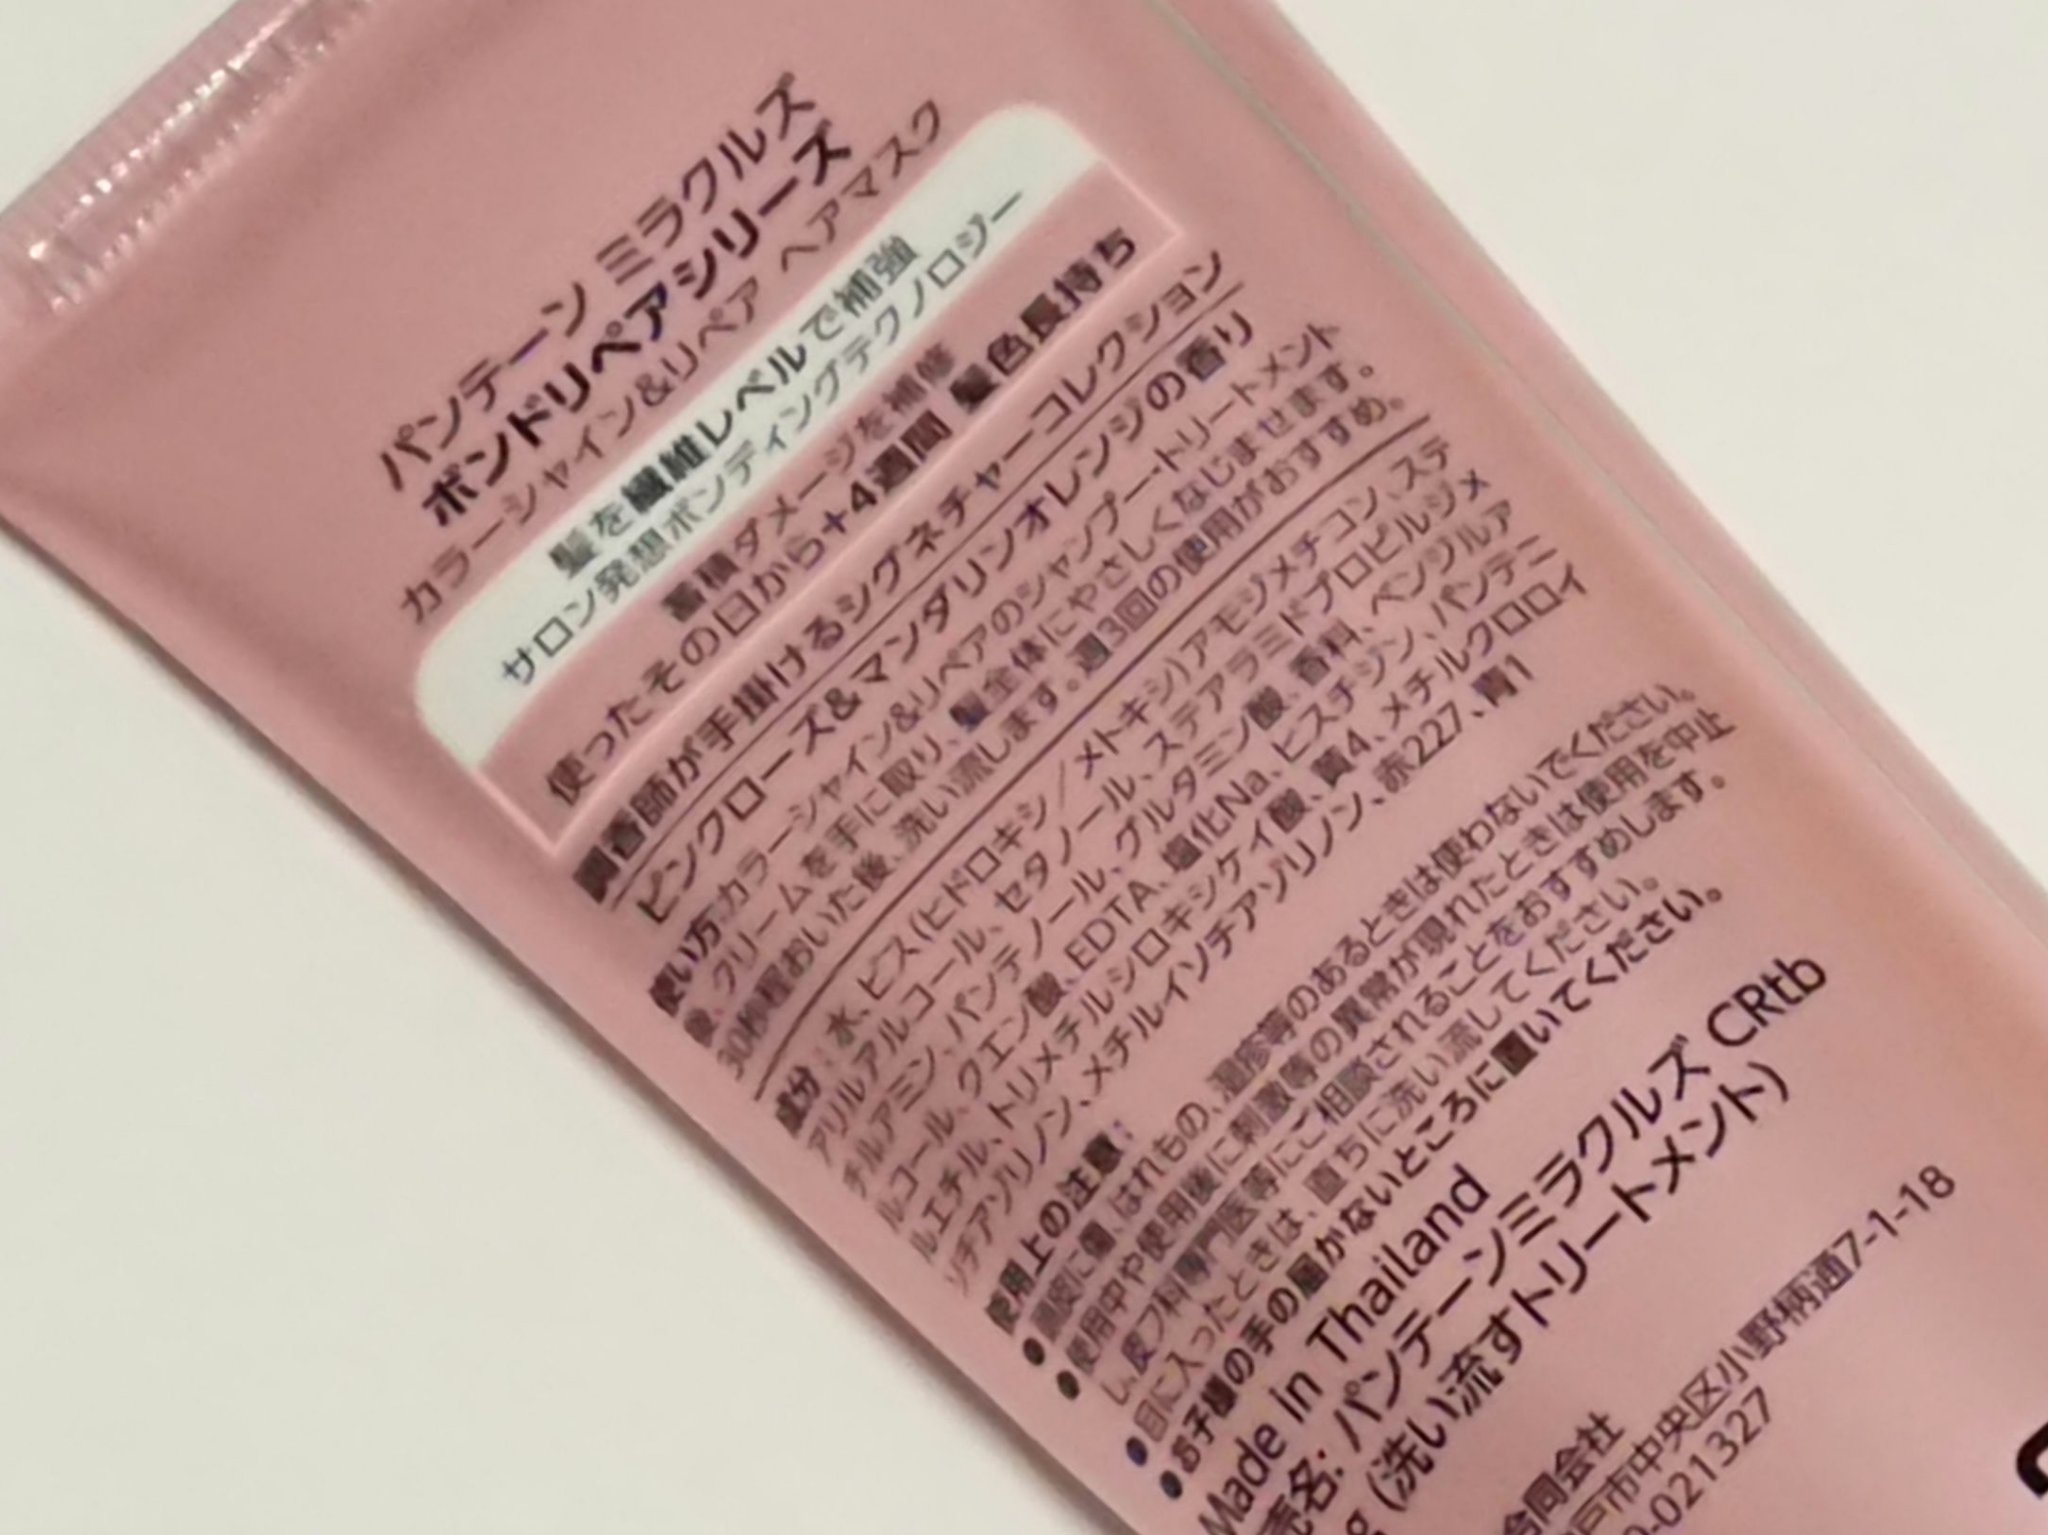 パンテーン ミラクルズ
ボンドリペアシリーズ
カラーシャイン&リペア ヘアマスク
髪を繊維レベルで補強
サロン発想ボンディングテクノロジー
蓄積ダメージを補修
使ったその日から+4週間 髪色長持ち
調香師が手掛けるシグネチャーコレクション
ピンクローズ&マンダリンオレンジの香り
使い方:カラーシャイン&リペアのシャンプートリートメント
後、クリームを手に取り、髪全体にやさしくなじませます。
30秒程おいた後、洗い流します。週3回の使用がおすすめ。
成分:水、ビス(ヒドロキシ/メトキシ)アモジメチコン、ステ
アリルアルコール、セタノール、ステアラミドプロピルジメ
チルアミン、パンテノール、グルタミン酸、香料、ベンジルア
ルコール、クエン酸、EDTA、塩化Na、ヒスチジン、パンテニ
ルエチル、トリメチルシロキシケイ酸、黄4、メチルクロロイ
ソチアゾリノン、メチルイソチアゾリノン、赤227、青1
使用上の注意:
●頭皮に傷、はれもの、湿疹等のあるときは使わないでください。
●使用中や使用後に刺激等の異常が現れたときは使用を中止
し、皮フ科専門医等にご相談されることをおすすめします。
●目に入ったときは、直ちに洗い流してください。
●お子様の手の届かないところに置いてください。
Made in Thailand
売名: パンテーンミラクルズ CRtb
g (洗い流すトリートメント)
合同会社
戸市中央区小野柄通7-1-18
0-021327